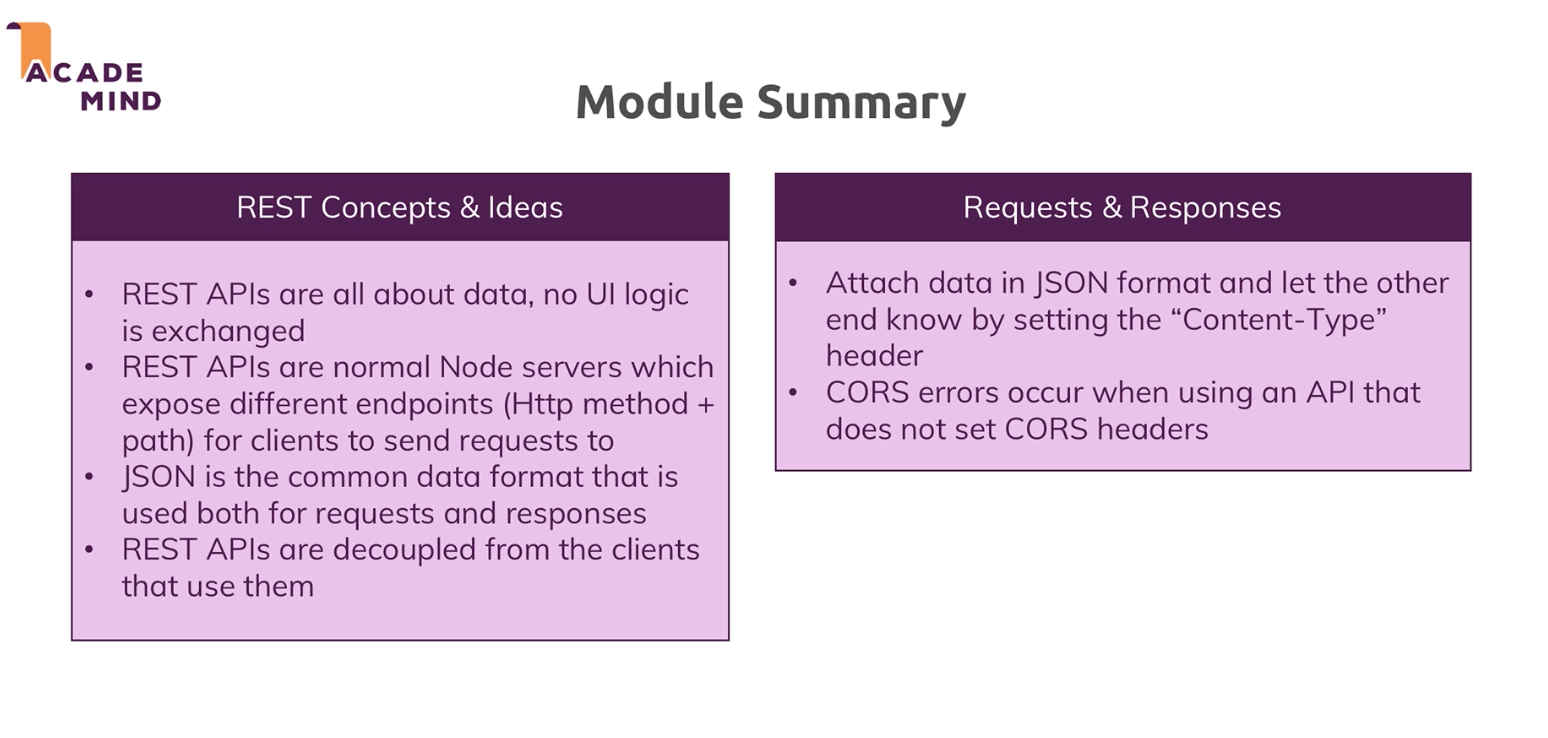 ACADE
MIND
Module Summary
REST Concepts & Ideas
• REST APIs are all about data, no UI logic
is exchanged
• REST APIs are normal Node servers which
expose different endpoints (Http method +
path) for clients to send requests to
• JSON is the common data format that is
used both for requests and responses
• REST APIs are decoupled from the clients
that use them
Requests & Responses
• Attach data in JSON format and let the other
end know by setting the “Content-Type”
header
• CORS errors occur when using an API that
does not set CORS headers